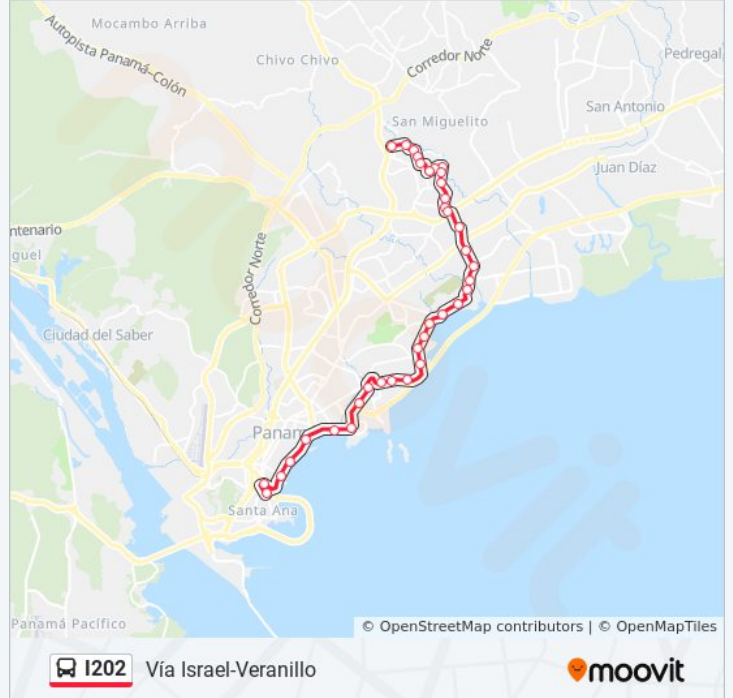 Mocambo Arriba
Autopista Panamá-Colón
Chivo Chivo
Corredor Norte
Pedregal
San Antonio
San Miguelito
Juan Díaz
ntenario
guel
Corredor Norte
Ciudad del Saber
Panam
Santa Ana
Panamá Pacífico
© OpenStreetMap contributors | © OpenMapTiles
I202 Vía Israel-Veranillo
moovit